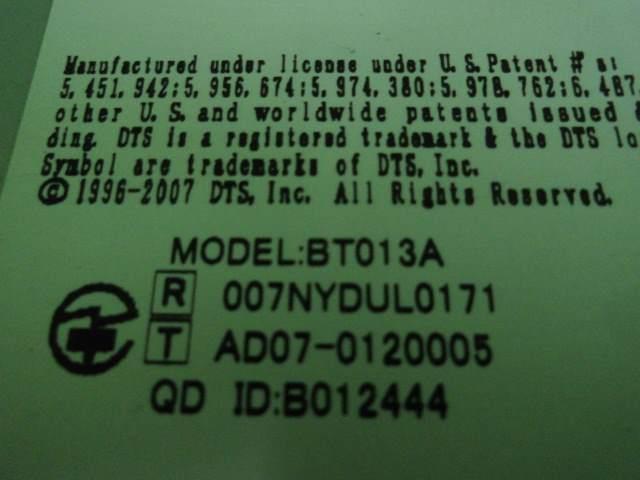 Manufactured under license under U.S.Patent #'s:
5,451,942;5,956,674;5,974,380;5,978,762;6,487
other U.S.and worldwide patents issued &
ding. DTS is a registered trademark & the DTS lo
Symbol are trademarks of DTS, Inc.
© 1996-2007 DTS, Inc. All Rights Reserved.
MODEL:BT013A
R 007NYDUL0171
T AD07-0120005
QD ID:B012444